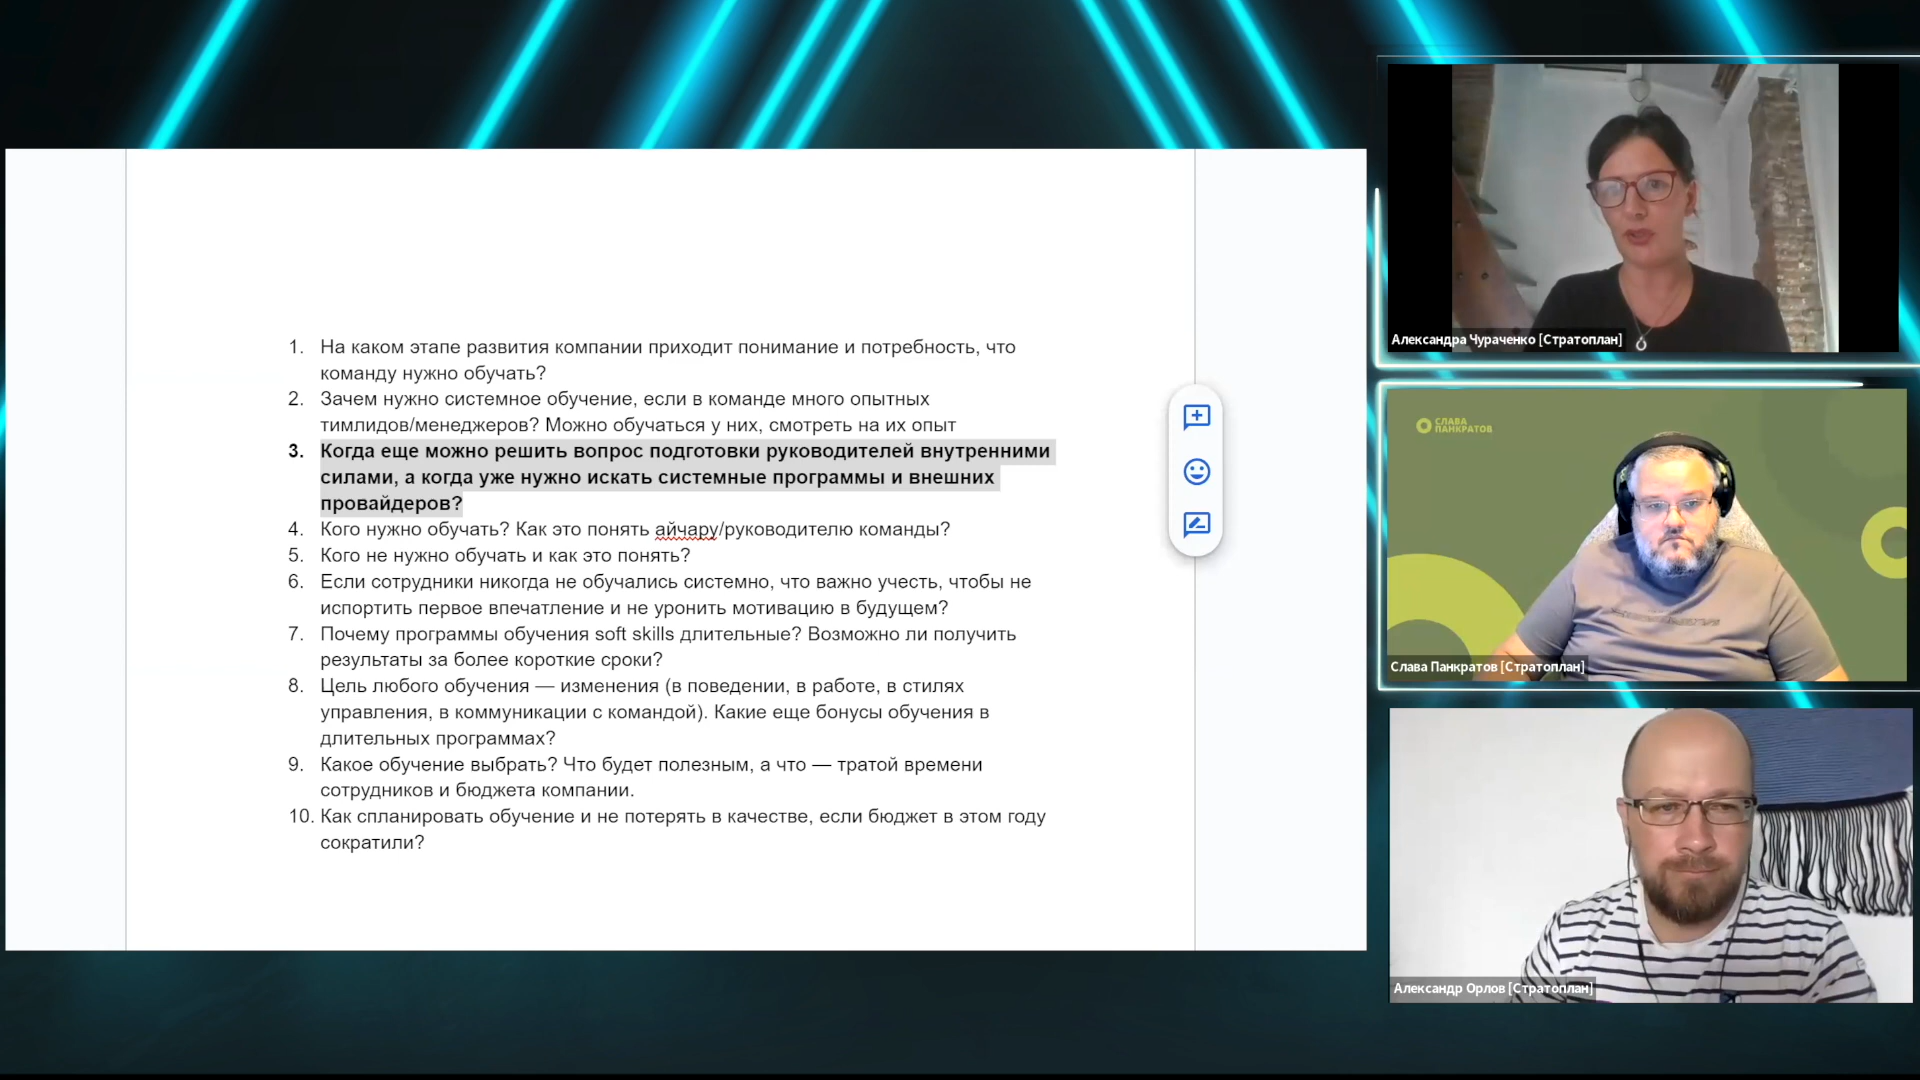 1. На каком этапе развития компании приходит понимание и потребность, что
команду нужно обучать?
2. Зачем нужно системное обучение, если в команде много опытных
тимлидов/менеджеров? Можно обучаться у них, смотреть на их опыт
3. Когда еще можно решить вопрос подготовки руководителей внутренними
силами, а когда уже нужно искать системные программы и внешних
провайдеров?
4. Кого нужно обучать? Как это понять айчару/руководителю команды?
5. Кого не нужно обучать и как это понять?
6. Если сотрудники никогда не обучались системно, что важно учесть, чтобы не
испортить первое впечатление и не уронить мотивацию в будущем?
7. Почему программы обучения soft skills длительные? Возможно ли получить
результаты за более короткие сроки?
8. Цель любого обучения — изменения (в поведении, в работе, в стилях
управления, в коммуникации с командой). Какие еще бонусы обучения в
длительных программах?
9. Какое обучение выбрать? Что будет полезным, а что — тратой времени
сотрудников и бюджета компании.
10. Как спланировать обучение и не потерять в качестве, если бюджет в этом году
сократили?
Александра Чураченко [Стратоплан]
СЛАВА
ПАНКРАТОВ
Слава Панкратов [Стратоплан]
Александр Орлов [Стратоплан]